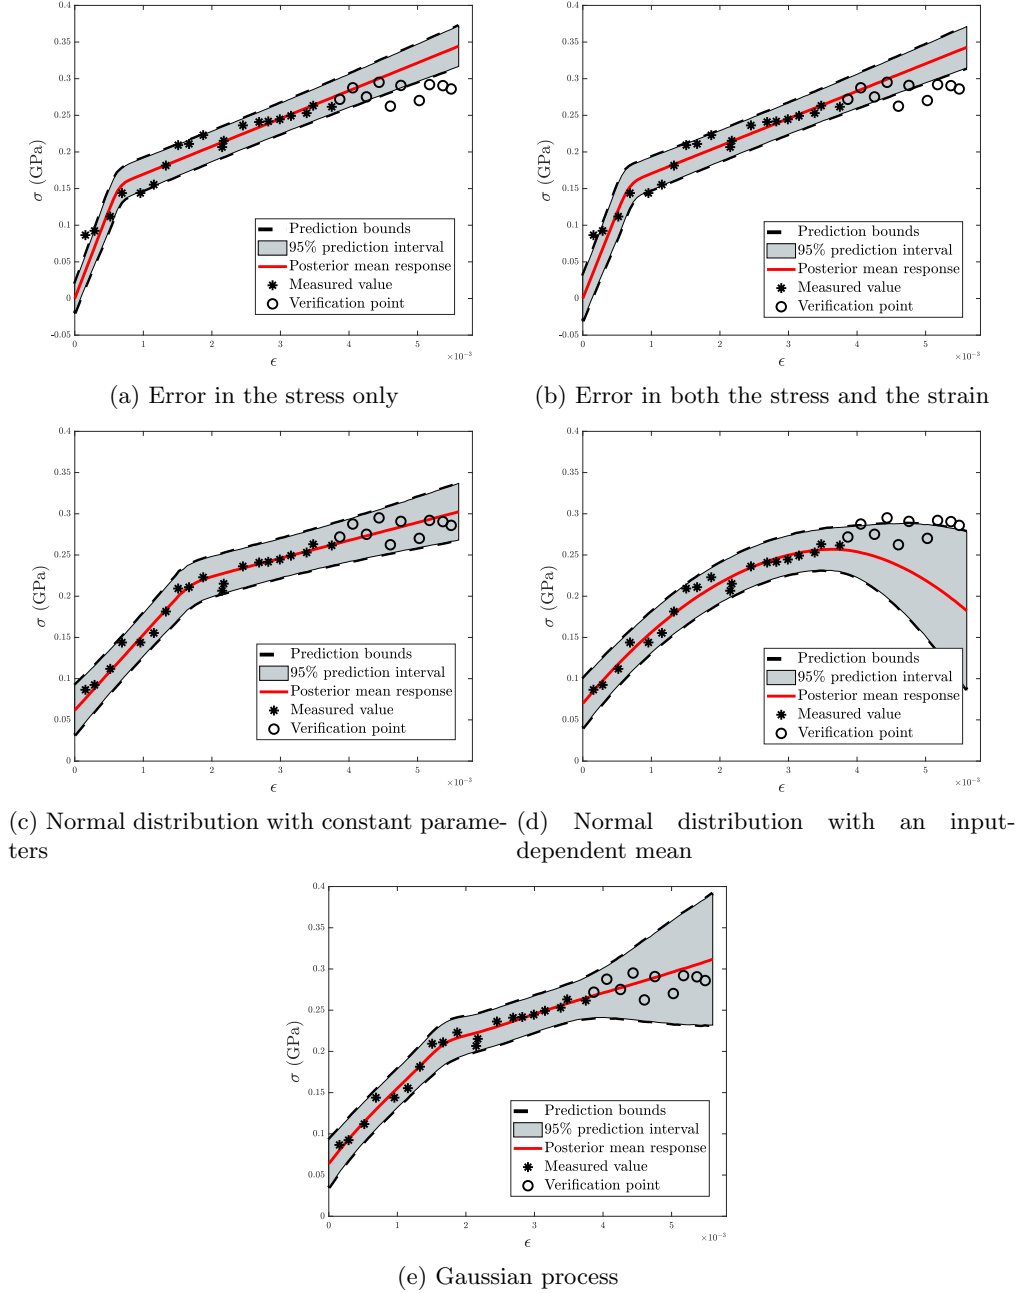 0.4
0.35
0.3
0.25
0.2
0.15
0.1
0.05
0
-0.05
σ (GPa)
Prediction bounds
95% prediction interval
Posterior mean response
Measured value
Verification point
0 1 2 3 4 5
×10⁻³
ϵ
(a) Error in the stress only
0.4
0.35
0.3
0.25
0.2
0.15
0.1
0.05
0
-0.05
σ (GPa)
Prediction bounds
95% prediction interval
Posterior mean response
Measured value
Verification point
0 1 2 3 4 5
×10⁻³
ϵ
(b) Error in both the stress and the strain
0.4
0.35
0.3
0.25
0.2
0.15
0.1
0.05
0
σ (GPa)
Prediction bounds
95% prediction interval
Posterior mean response
Measured value
Verification point
0 1 2 3 4 5
×10⁻³
ϵ
(c) Normal distribution with constant parame-
ters
0.4
0.35
0.3
0.25
0.2
0.15
0.1
0.05
0
σ (GPa)
Prediction bounds
95% prediction interval
Posterior mean response
Measured value
Verification point
0 1 2 3 4 5
×10⁻³
ϵ
(d) Normal distribution with an input-
dependent mean
0.4
0.35
0.3
0.25
0.2
0.15
0.1
0.05
0
σ (GPa)
Prediction bounds
95% prediction interval
Posterior mean response
Measured value
Verification point
0 1 2 3 4 5
×10⁻³
ϵ
(e) Gaussian process